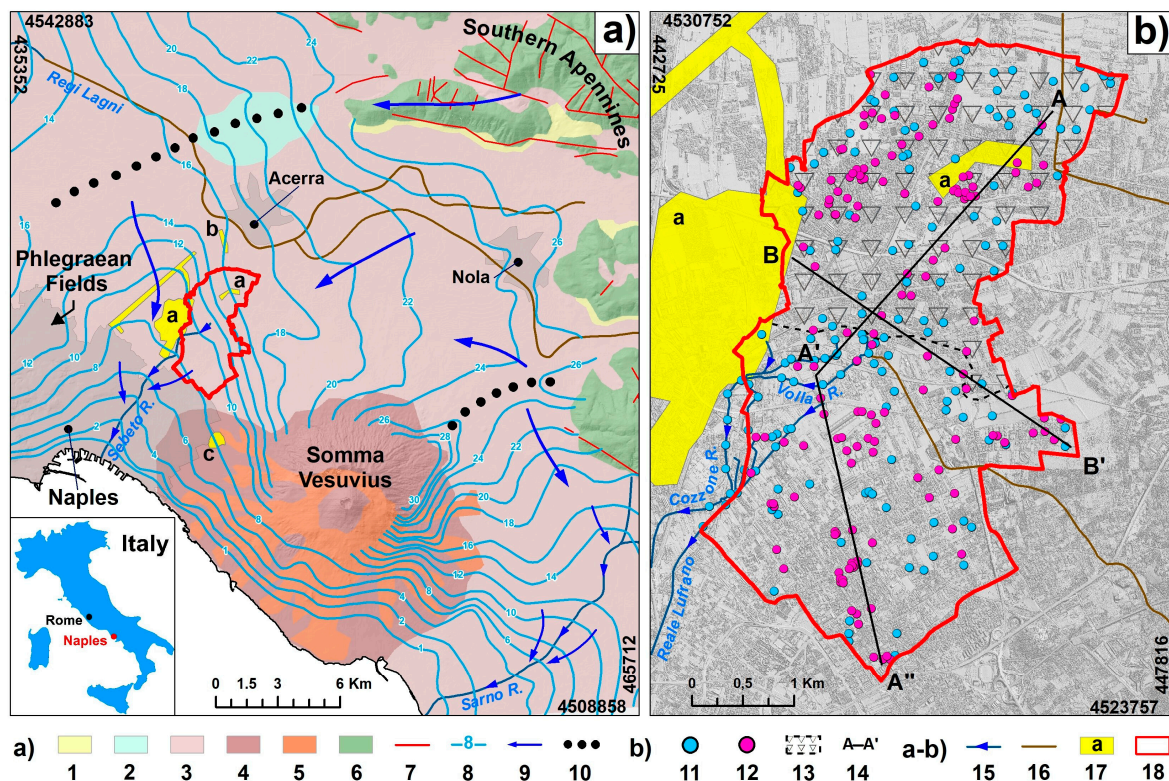 4542883
435352
a)
Southern Apennines
Regi Lagni
20
22
24
18
16
14
Acerra
16
16
14
12
b
26
Nola
Phlegraean
Fields
a
a
18
22
20
12
10
8
10
Sebeto R.
2
4
6
c
Naples
26
28
24
22
20
18
16
14
12
10
8
6
4
2
1
30
Somma
Vesuvius
8
1
26
24
22
Sarno R.
465712
4508858
Italy
Rome
Naples
0 1.5 3 6 Km
4530752
442725
b)
A
a
a
B
A'
Volla R.
B'
Cozzone R.
Reale Lufrano
A"
0 0,5 1 Km
447816
4523757
a) 8 b) A–A' a-b) a
1 2 3 4 5 6 7 8 9 10 11 12 13 14 15 16 17 18